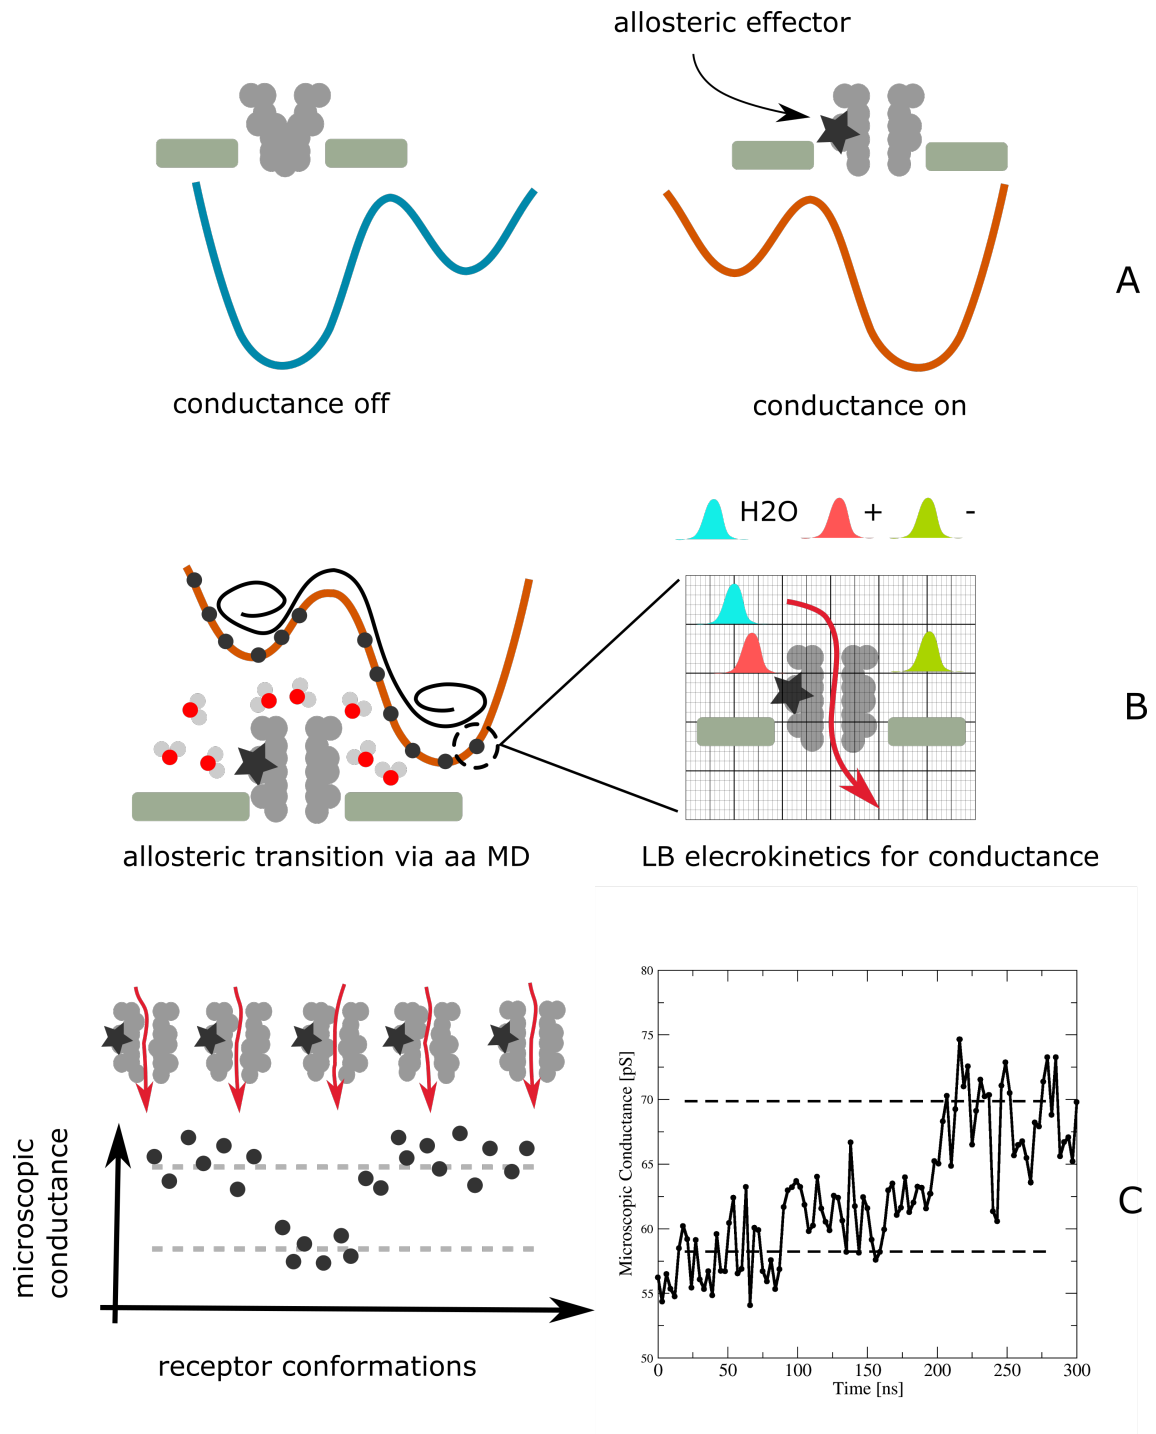 allosteric effector
A
conductance off
conductance on
H2O
+
-
B
allosteric transition via aa MD
LB elecrokinetics for conductance
microscopic
conductance
receptor conformations
Microscopic Conductance [pS]
80
75
70
65
60
55
50
0
50
100
150
200
250
300
Time [ns]
C